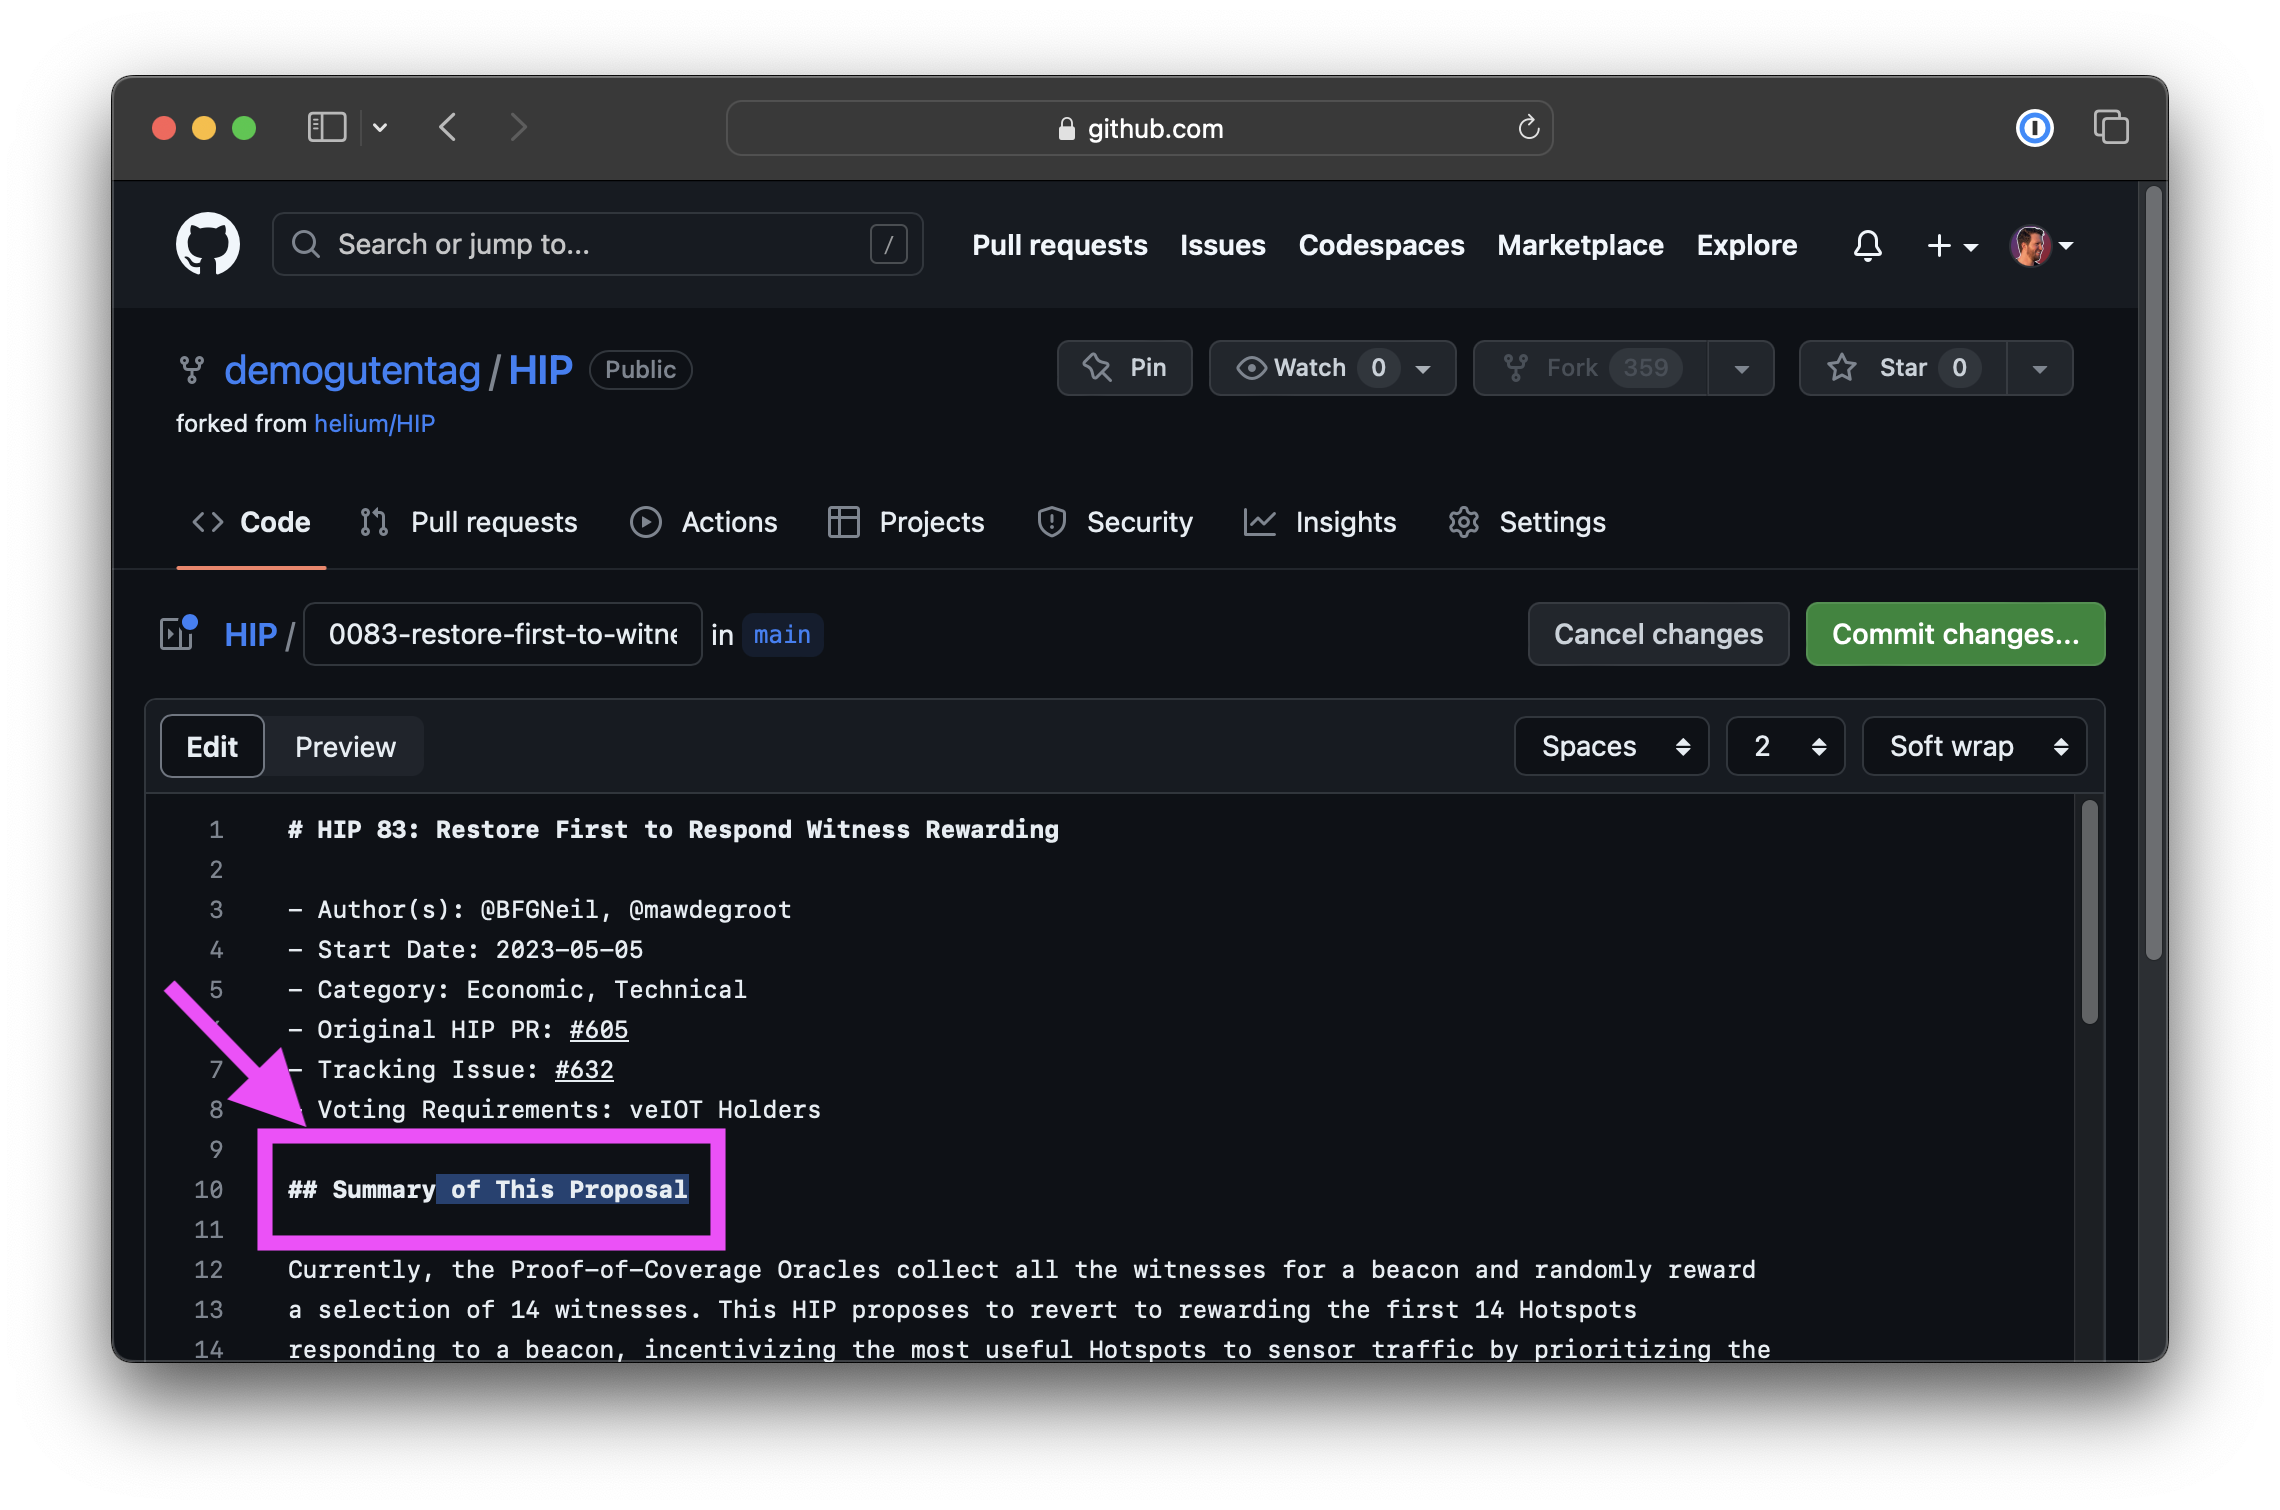 github.com
Search or jump to... /
Pull requests Issues Codespaces Marketplace Explore
demogutentag / HIP Public
Pin Watch 0 Fork 359 Star 0
forked from helium/HIP
Code Pull requests Actions Projects Security Insights Settings
HIP / 0083-restore-first-to-witne in main
Cancel changes Commit changes...
Edit Preview Spaces 2 Soft wrap
1 # HIP 83: Restore First to Respond Witness Rewarding
2
3 - Author(s): @BFGNeil, @mawdegroot
4 - Start Date: 2023-05-05
5 - Category: Economic, Technical
- Original HIP PR: #605
7 - Tracking Issue: #632
8 Voting Requirements: veIOT Holders
9
10 ## Summary of This Proposal
11
12 Currently, the Proof-of-Coverage Oracles collect all the witnesses for a beacon and randomly reward
13 a selection of 14 witnesses. This HIP proposes to revert to rewarding the first 14 Hotspots
14 responding to a beacon, incentivizing the most useful Hotspots to sensor traffic by prioritizing the